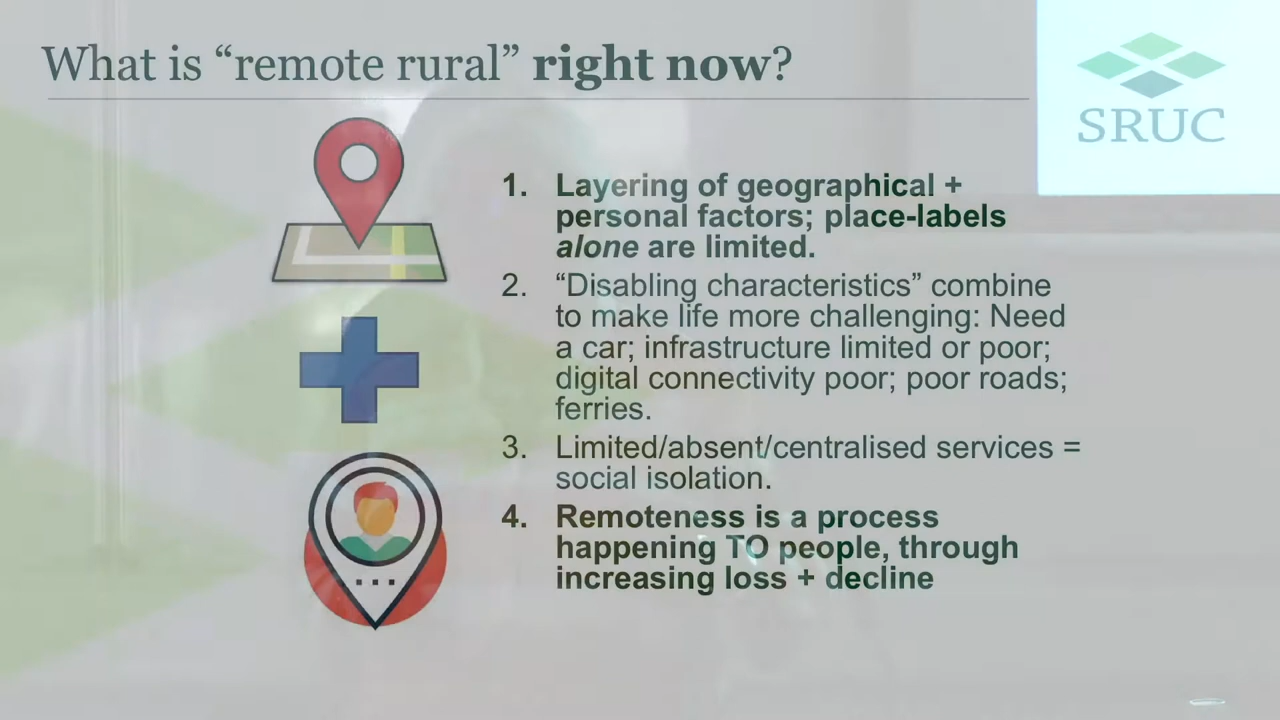 What is “remote rural” right now?
SRUC
1. Layering of geographical +
personal factors; place-labels
alone are limited.
2. “Disabling characteristics” combine
to make life more challenging: Need
a car; infrastructure limited or poor;
digital connectivity poor; poor roads;
ferries.
3. Limited/absent/centralised services =
social isolation.
4. Remoteness is a process
happening TO people, through
increasing loss + decline